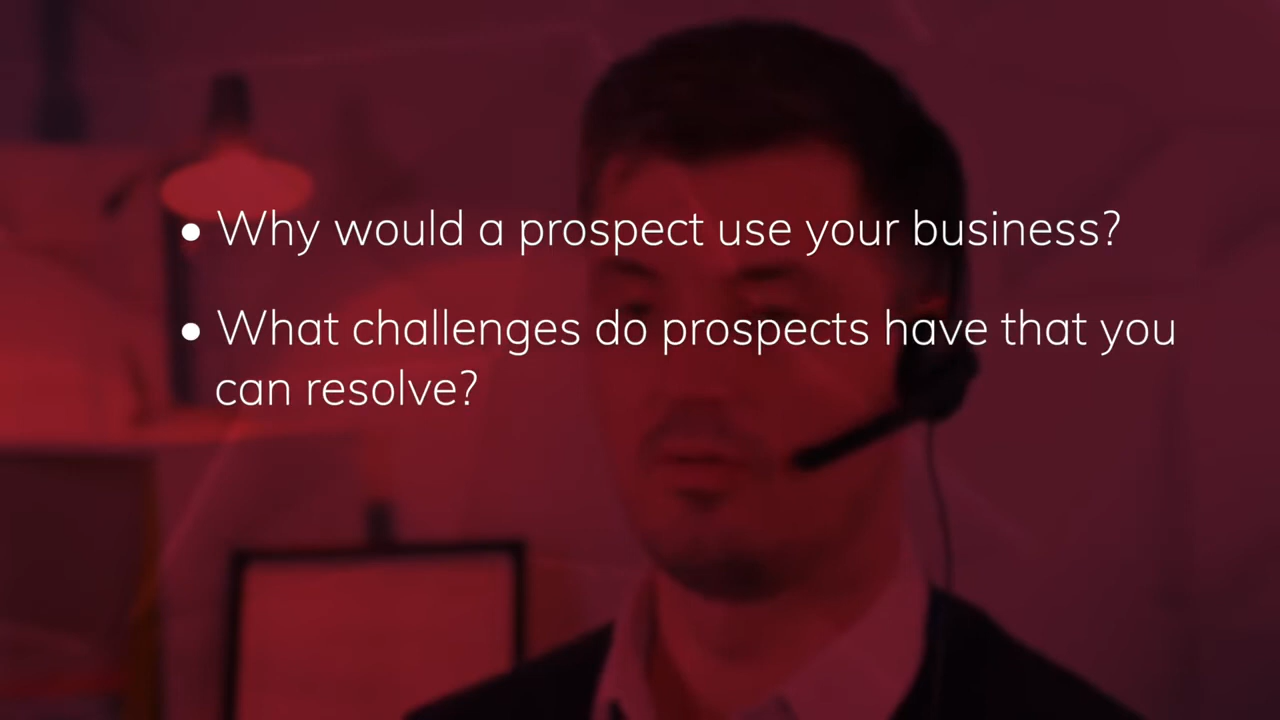 • Why would a prospect use your business?
• What challenges do prospects have that you
can resolve?